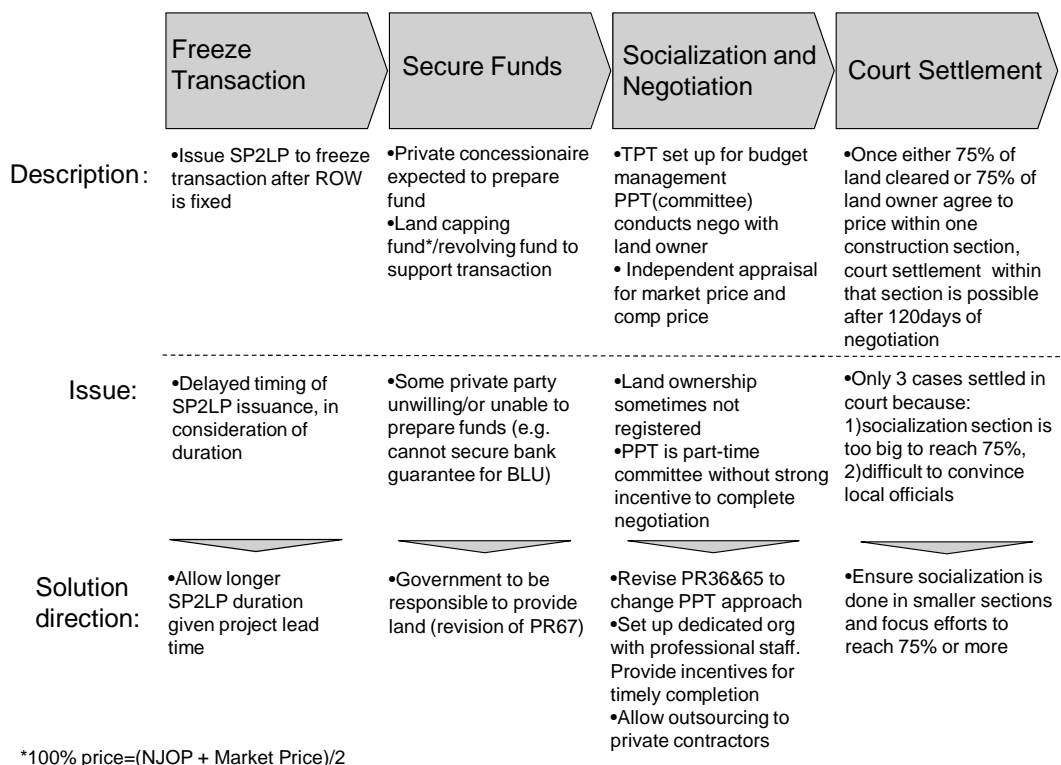 Freeze
Transaction
Secure Funds
Socialization and
Negotiation
Court Settlement
Description:
•Issue SP2LP to freeze
transaction after ROW
is fixed
•Private concessionaire
expected to prepare
fund
•Land capping
fund*/revolving fund to
support transaction
•TPT set up for budget
management
PPT(committee)
conducts nego with
land owner
• Independent appraisal
for market price and
comp price
•Once either 75% of
land cleared or 75% of
land owner agree to
price within one
construction section,
court settlement within
that section is possible
after 120days of
negotiation
Issue:
•Delayed timing of
SP2LP issuance, in
consideration of
duration
•Some private party
unwilling/or unable to
prepare funds (e.g.
cannot secure bank
guarantee for BLU)
•Land ownership
sometimes not
registered
•PPT is part-time
committee without strong
incentive to complete
negotiation
•Only 3 cases settled in
court because:
1)socialization section is
too big to reach 75%,
2)difficult to convince
local officials
Solution
direction:
•Allow longer
SP2LP duration
given project lead
time
•Government to be
responsible to provide
land (revision of PR67)
•Revise PR36&65 to
change PPT approach
•Set up dedicated org
with professional staff.
Provide incentives for
timely completion
•Allow outsourcing to
private contractors
•Ensure socialization is
done in smaller sections
and focus efforts to
reach 75% or more
*100% price=(NJOP + Market Price)/2